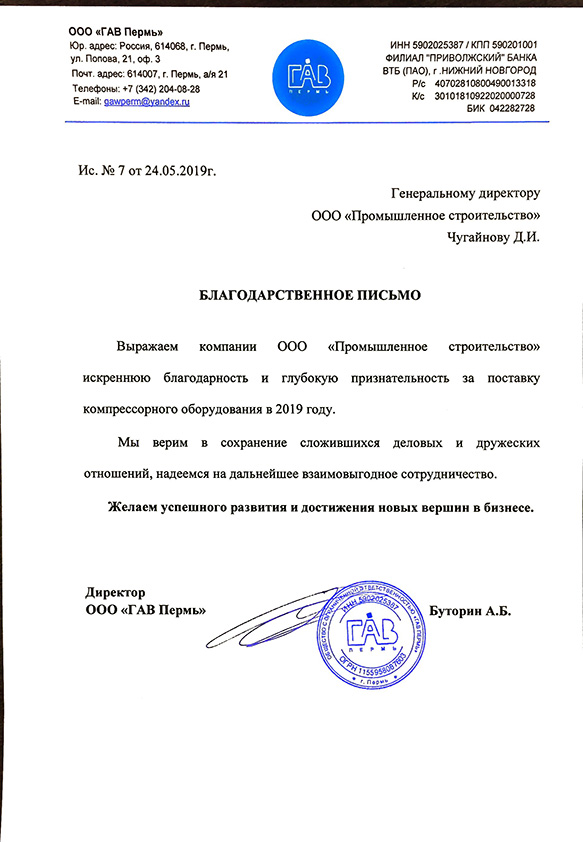 ООО «ГАВ Пермь»
Юр. адрес: Россия, 614068, г. Пермь,
ул. Попова, 21, оф. 3
Почт. адрес: 614007, г. Пермь, а/я 21
Телефоны: +7 (342) 204-08-28
E-mail: gawperm@yandex.ru
ГАВ
ПЕРМЬ
ИНН 5902025387 / КПП 590201001
ФИЛИАЛ "ПРИВОЛЖСКИЙ" БАНКА
ВТБ (ПАО), г .НИЖНИЙ НОВГОРОД
Р/с 40702810800490013318
К/с 30101810922020000728
БИК 042282728
Ис. № 7 от 24.05.2019г.
Генеральному директору
ООО «Промышленное строительство»
Чугайнову Д.И.
БЛАГОДАРСТВЕННОЕ ПИСЬМО
Выражаем компании ООО «Промышленное строительство»
искреннюю благодарность и глубокую признательность за поставку
компрессорного оборудования в 2019 году.
Мы верим в сохранение сложившихся деловых и дружеских
отношений, надеемся на дальнейшее взаимовыгодное сотрудничество.
Желаем успешного развития и достижения новых вершин в бизнесе.
Директор
ООО «ГАВ Пермь»
Буторин А.Б.
ОБЩЕСТВО С ОГРАНИЧЕННОЙ ОТВЕТСТВЕННОСТЬЮ «ГАВ ПЕРМЬ»
ИНН 5902025387
ГАВ
ПЕРМЬ
ОГРН 1155958087603
г. Пермь